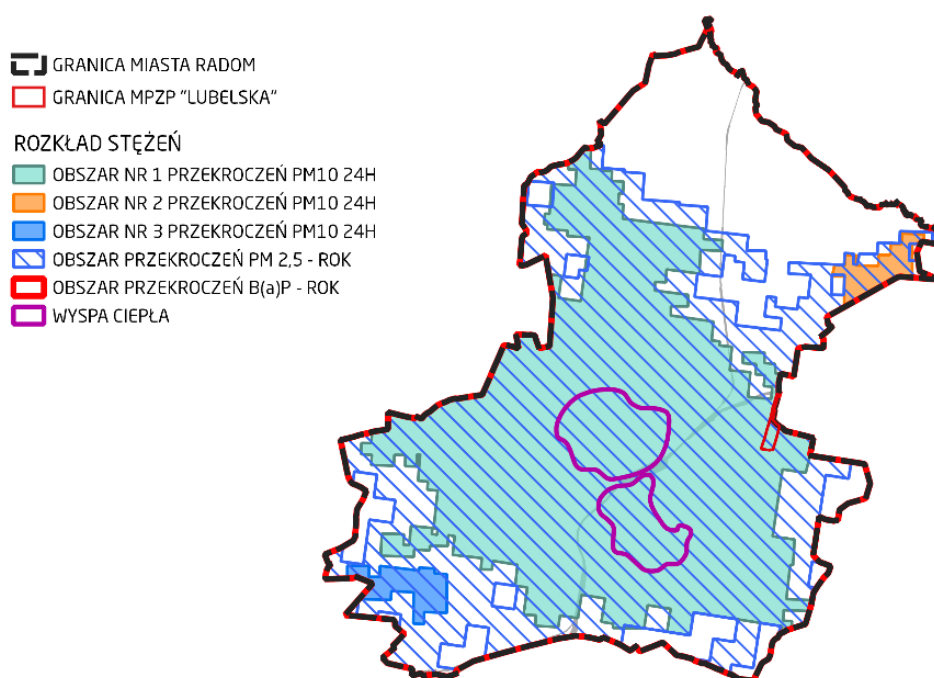 GRANICA MIASTA RADOM
GRANICA MPZP "LUBELSKA"
ROZKŁAD STĘŻEŃ
OBSZAR NR 1 PRZEKROCZEŃ PM10 24H
OBSZAR NR 2 PRZEKROCZEŃ PM10 24H
OBSZAR NR 3 PRZEKROCZEŃ PM10 24H
OBSZAR PRZEKROCZEŃ PM 2,5 - ROK
OBSZAR PRZEKROCZEŃ B(a)P - ROK
WYSPA CIEPŁA